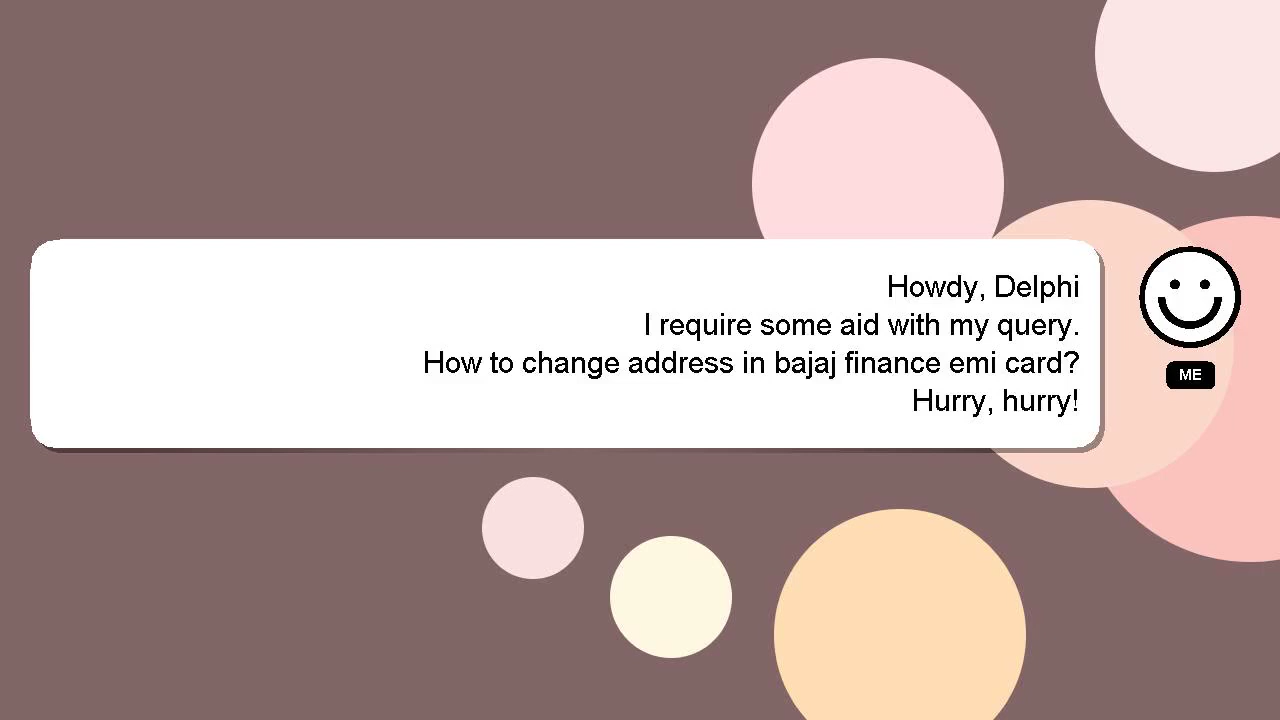 Howdy, Delphi
I require some aid with my query.
How to change address in bajaj finance emi card?
Hurry, hurry!
ME